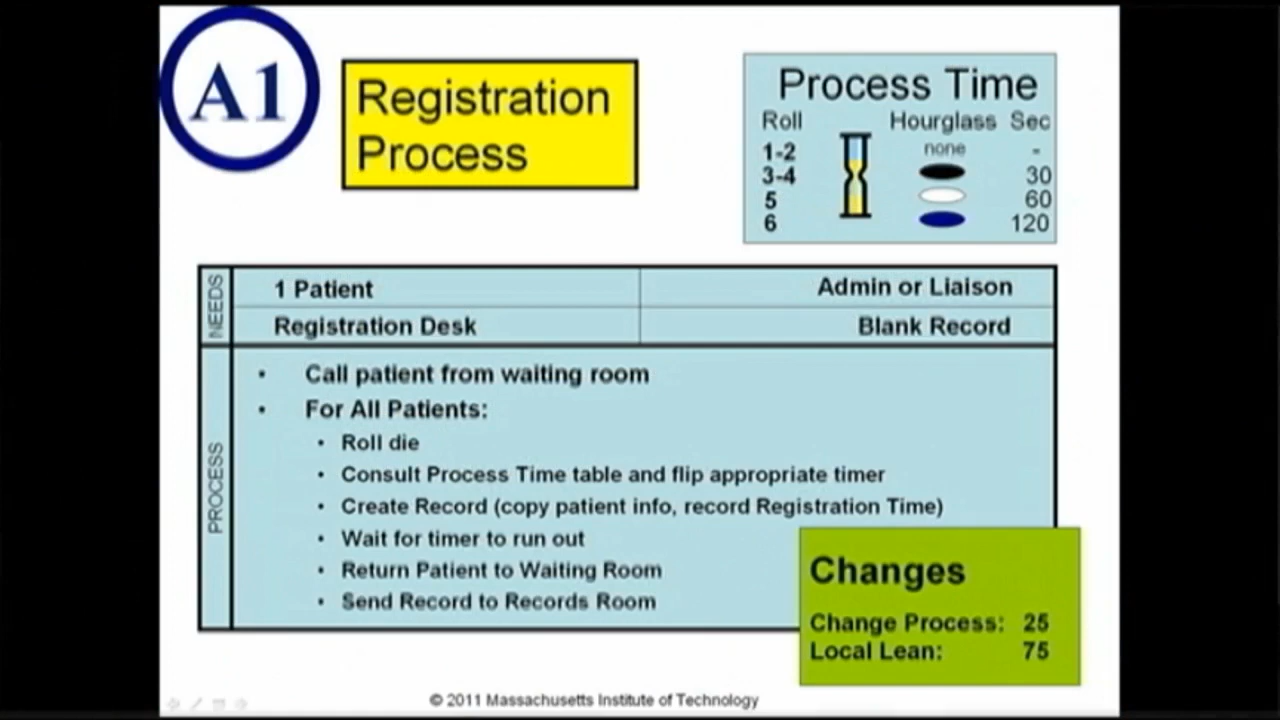 A1
Registration
Process
Process Time
Roll Hourglass Sec
1-2 none -
3-4 30
5 60
6 120
NEEDS
1 Patient Admin or Liaison
Registration Desk Blank Record
PROCESS
• Call patient from waiting room
• For All Patients:
• Roll die
• Consult Process Time table and flip appropriate timer
• Create Record (copy patient info, record Registration Time)
• Wait for timer to run out
• Return Patient to Waiting Room
• Send Record to Records Room
Changes
Change Process: 25
Local Lean: 75
© 2011 Massachusetts Institute of Technology